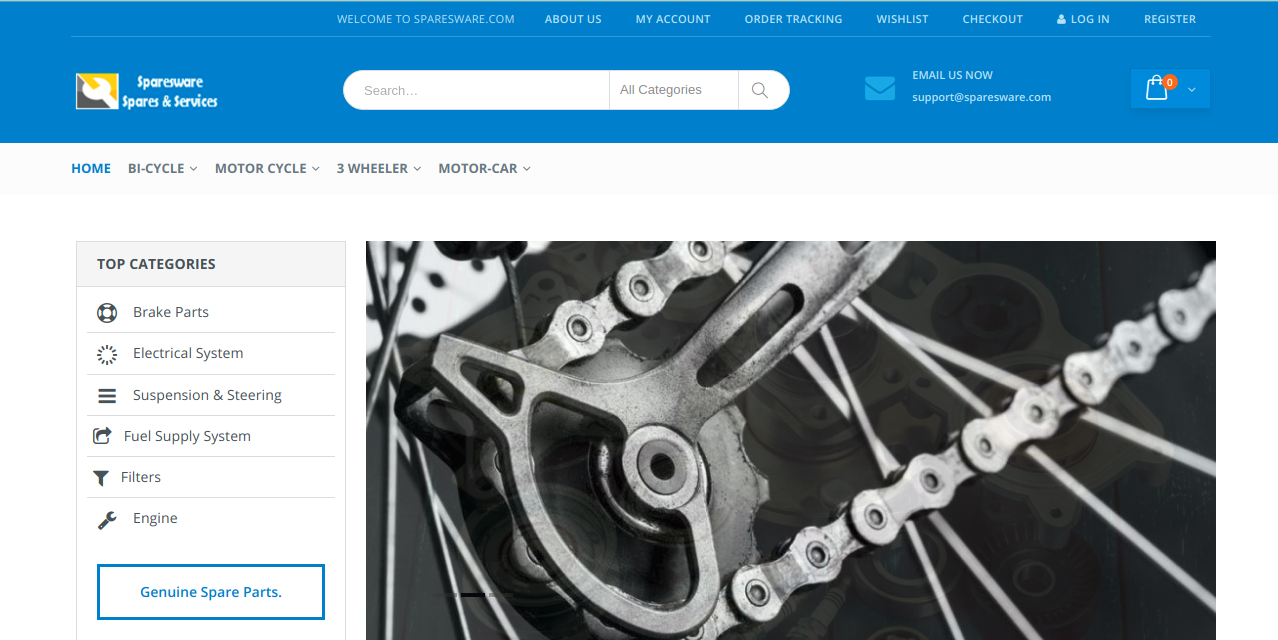 WELCOME TO SPARESWARE.COM ABOUT US MY ACCOUNT ORDER TRACKING WISHLIST CHECKOUT LOG IN REGISTER
Sparesware
Spares & Services
Search...
All Categories
EMAIL US NOW
support@sparesware.com
0
HOME BI-CYCLE MOTOR CYCLE 3 WHEELER MOTOR-CAR
TOP CATEGORIES
Brake Parts
Electrical System
Suspension & Steering
Fuel Supply System
Filters
Engine
Genuine Spare Parts.